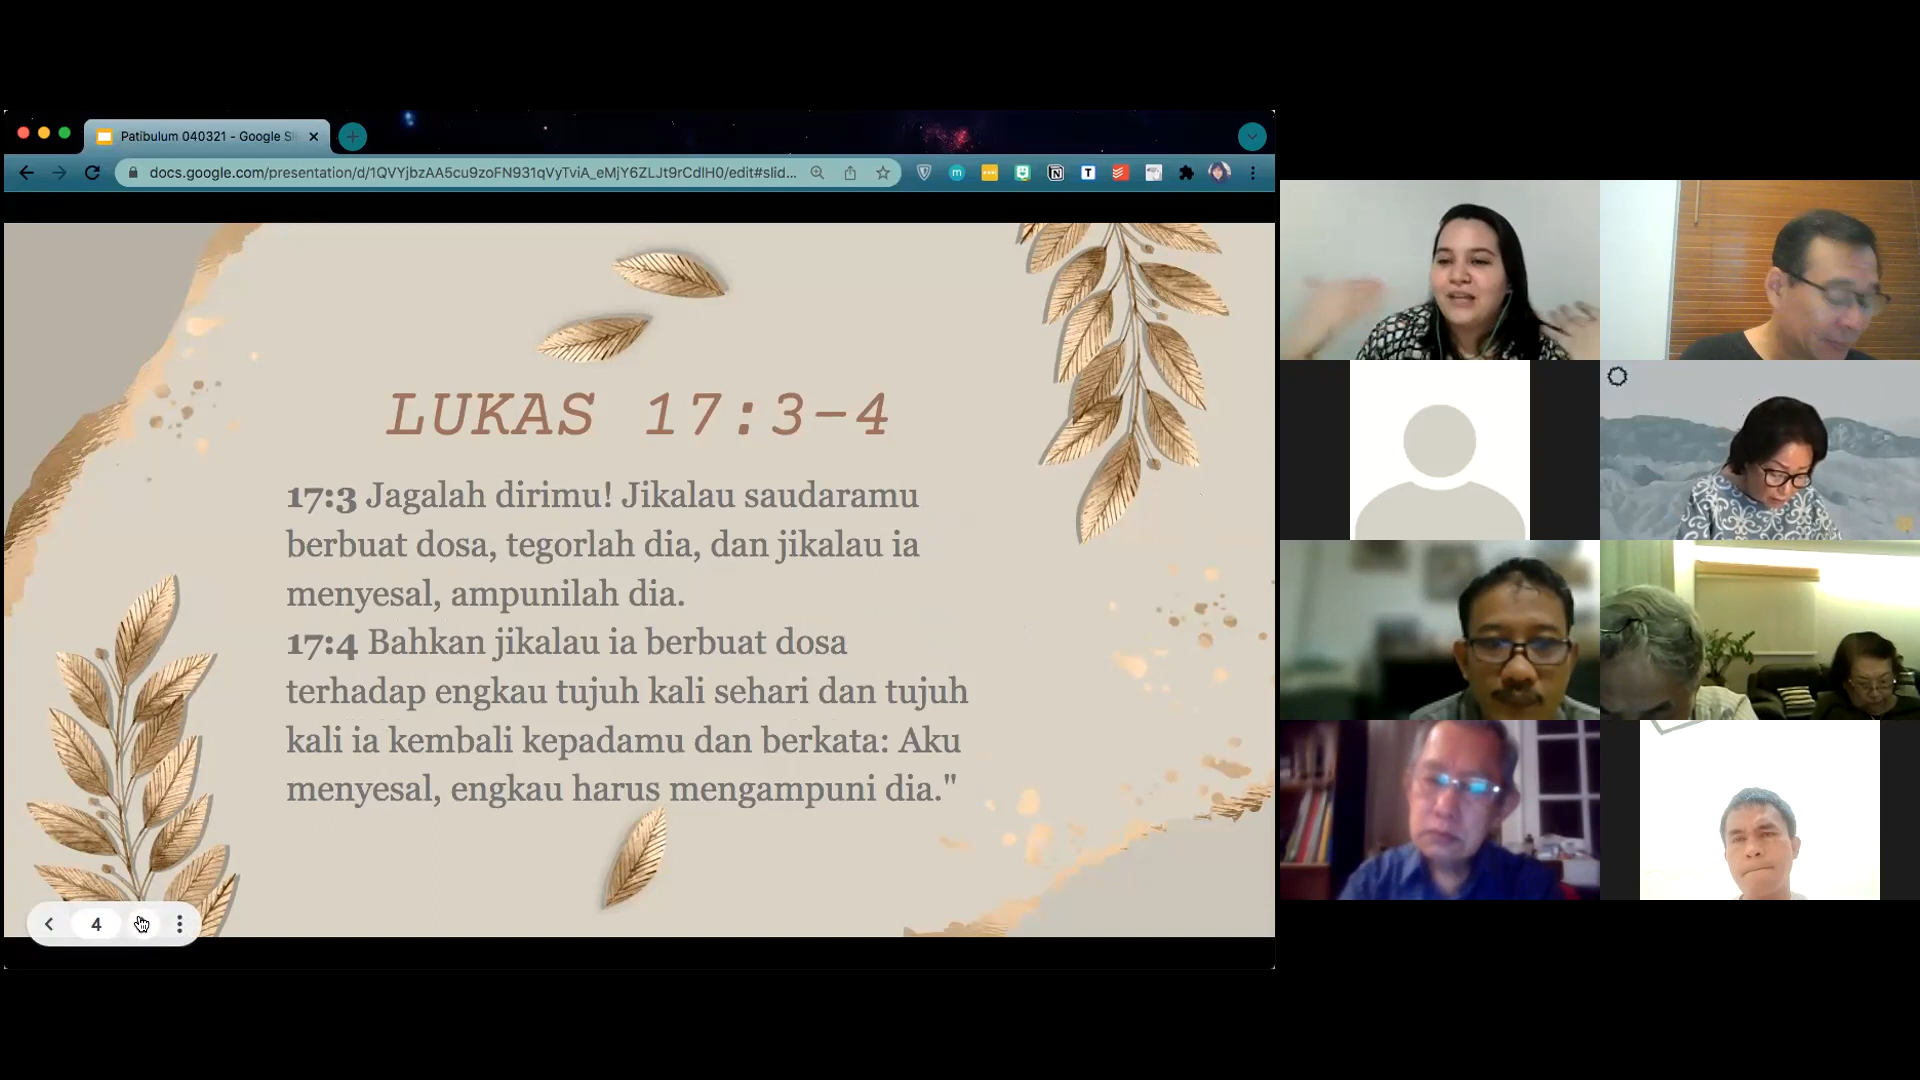 Patibulum 040321 - Google Sl
docs.google.com/presentation/d/1QVYjbzAA5cu9zoFN931qVyTviA_eMjY6ZLJt9rCdlH0/edit#slid...
LUKAS 17:3-4
17:3 Jagalah dirimu! Jikalau saudaramu
berbuat dosa, tegorlah dia, dan jikalau ia
menyesal, ampunilah dia.
17:4 Bahkan jikalau ia berbuat dosa
terhadap engkau tujuh kali sehari dan tujuh
kali ia kembali kepadamu dan berkata: Aku
menyesal, engkau harus mengampuni dia."
4